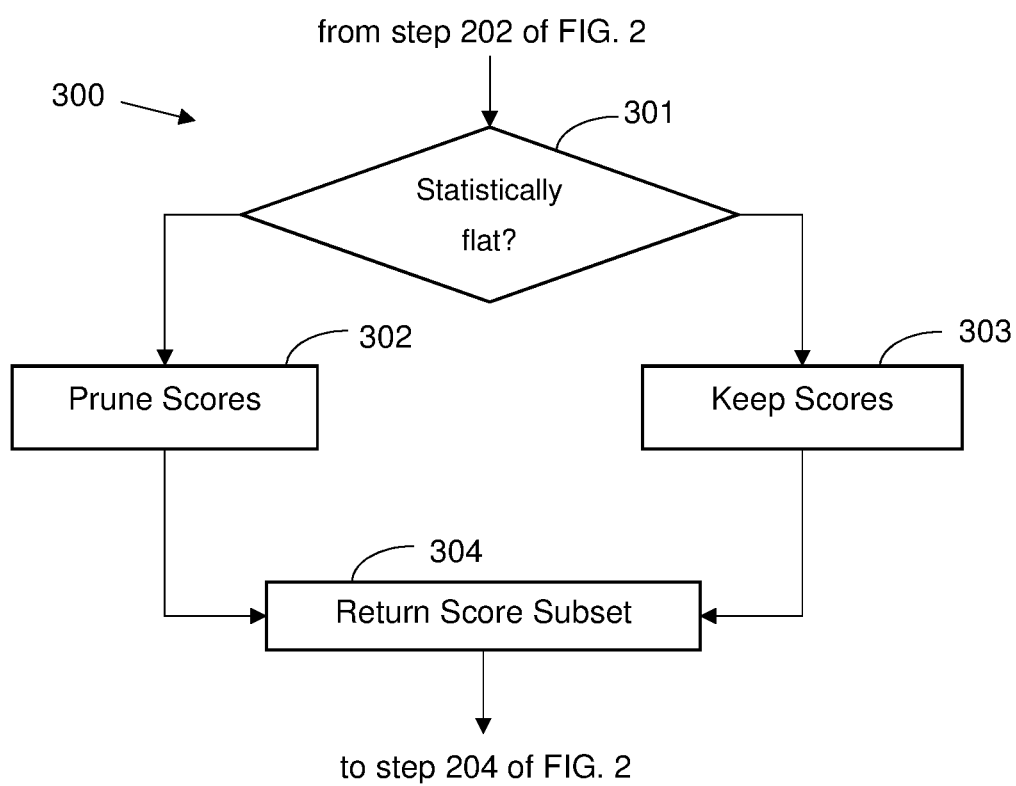 from step 202 of FIG. 2
300
301
Statistically
flat?
302
303
Prune Scores
Keep Scores
304
Return Score Subset
to step 204 of FIG. 2